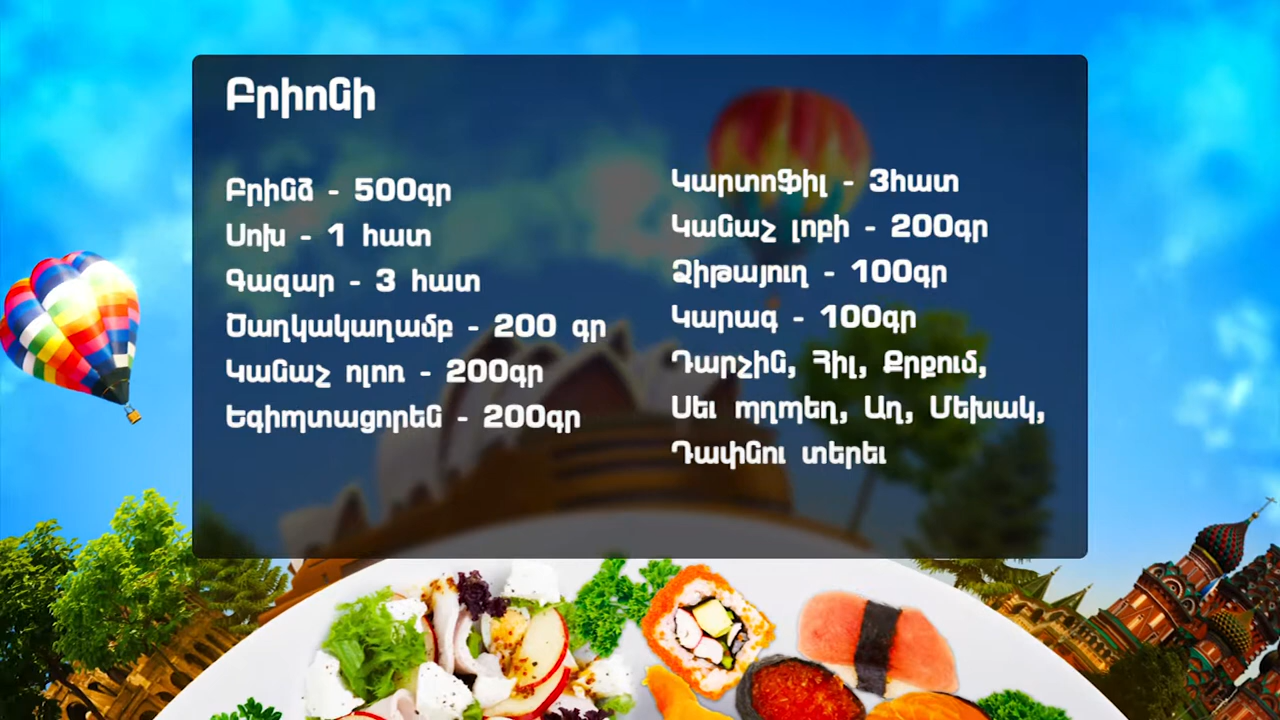 Բրիոնի
Բրինձ - 500գր
Սոխ - 1 հատ
Գազար - 3 հատ
Ծաղկակաղամբ - 200 գր
Կանաչ ոլոռ - 200գր
Եգիպտացորեն - 200գր
Կարտոֆիլ - 3հատ
Կանաչ լոբի - 200գր
Ձիթայուղ - 100գր
Կարագ - 100գր
Դարչին, Հիլ, Քրքում,
Սեւ պղպեղ, Աղ, Մեխակ,
Դափնու տերեւ